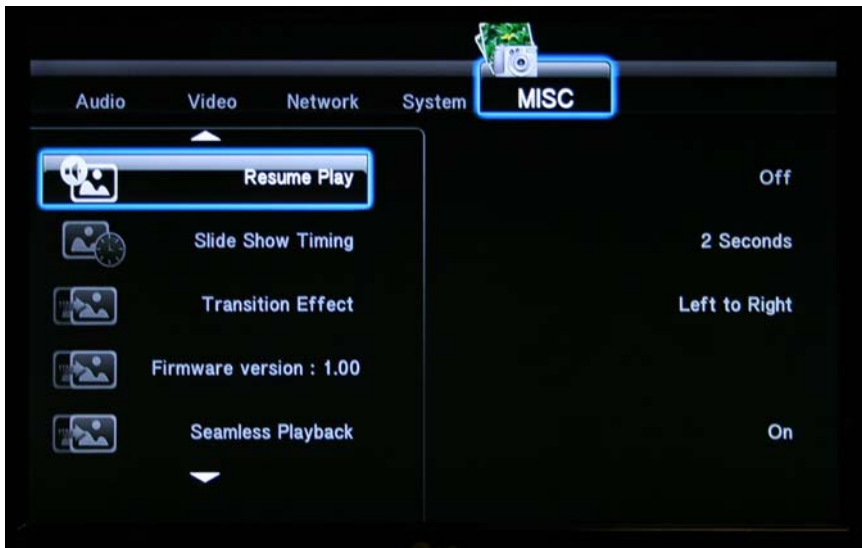 Audio Video Network System MISC
Resume Play Off
Slide Show Timing 2 Seconds
Transition Effect Left to Right
Firmware version : 1.00
Seamless Playback On